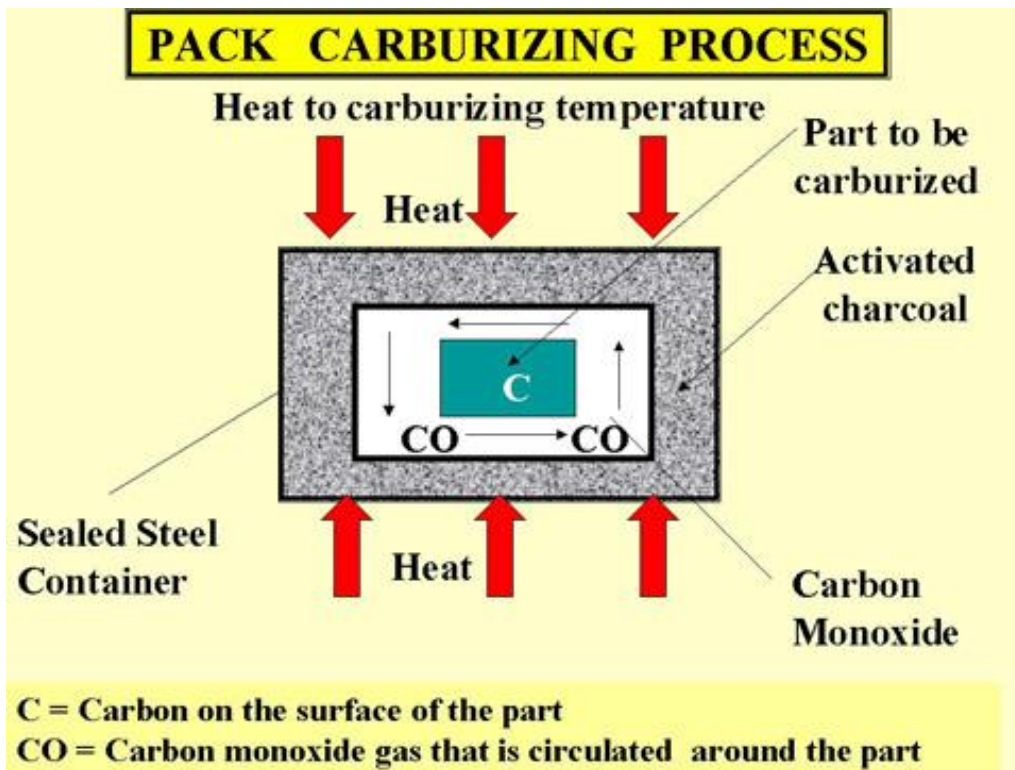 PACK CARBURIZING PROCESS
Heat to carburizing temperature
Part to be
carburized
Heat
Activated
charcoal
C
CO
CO
Sealed Steel
Container
Heat
Carbon
Monoxide
C = Carbon on the surface of the part
CO = Carbon monoxide gas that is circulated around the part